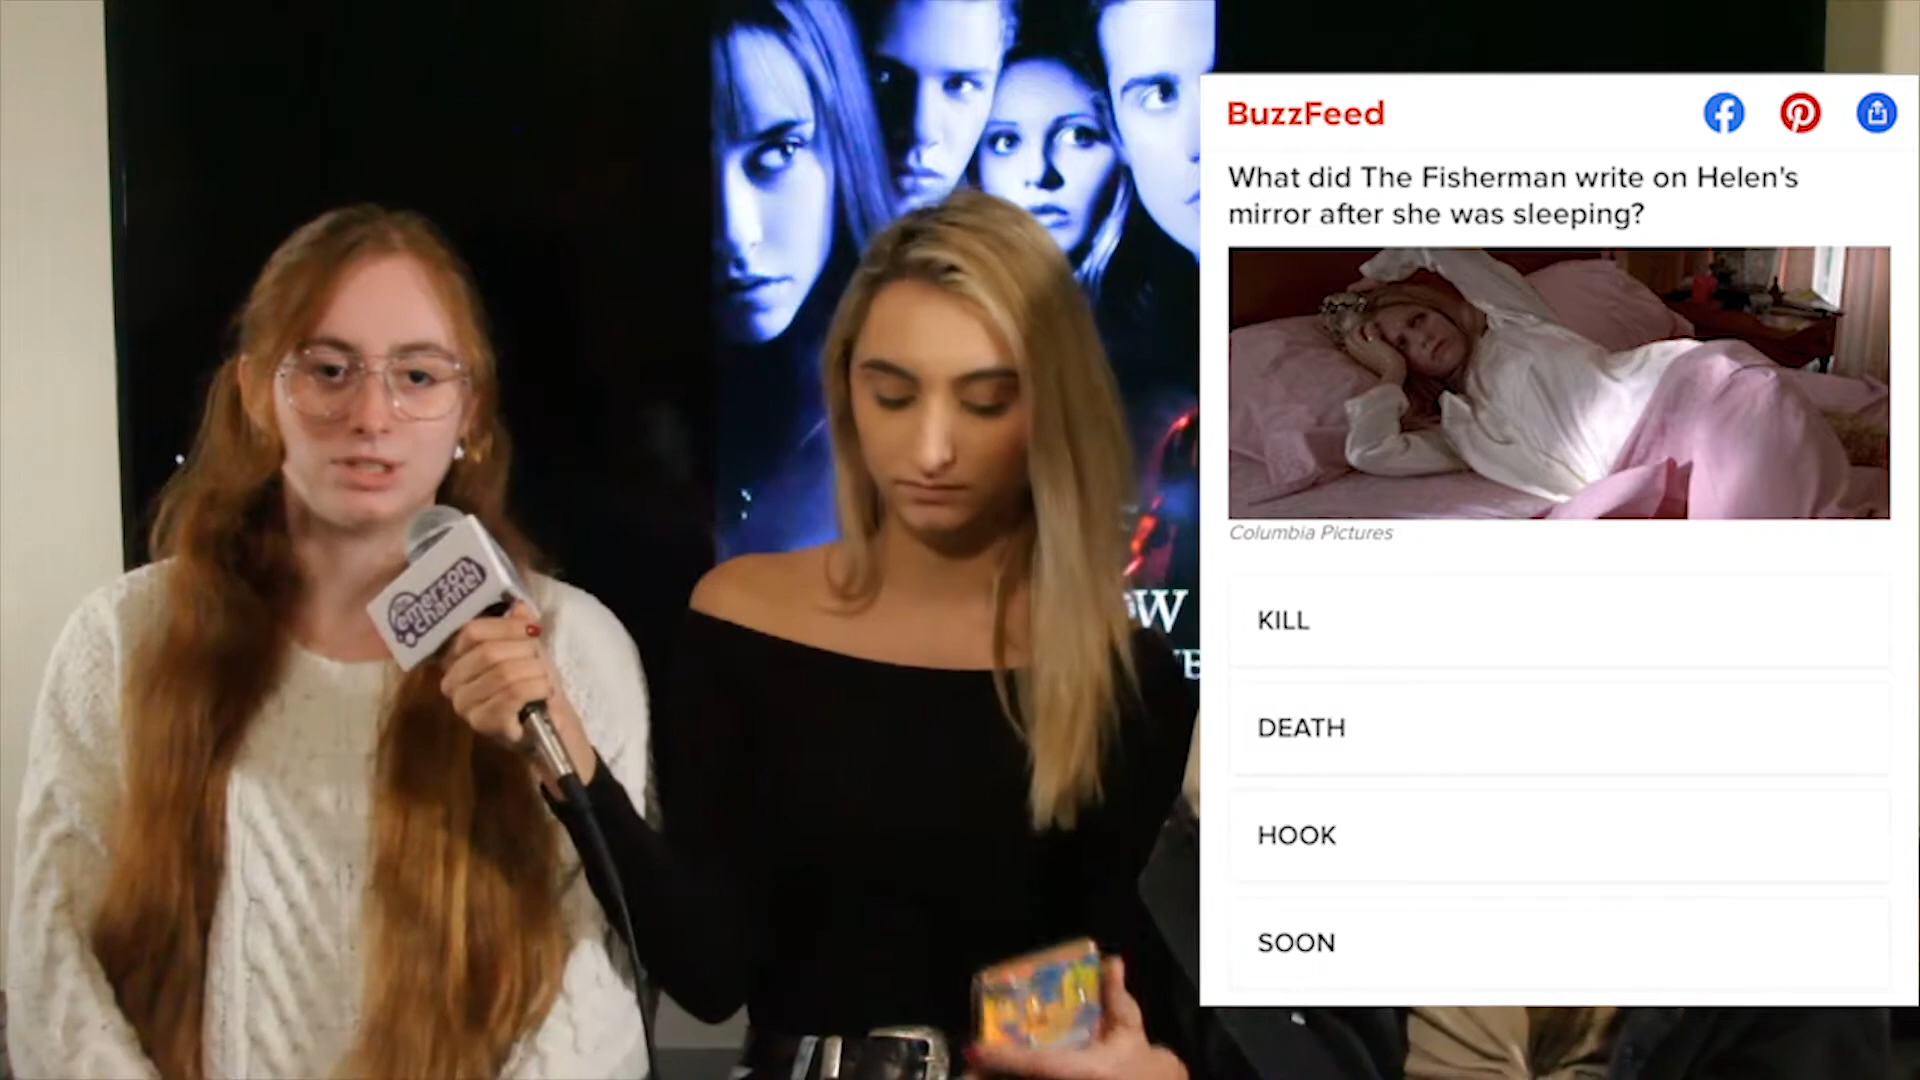 emerson
channel
BuzzFeed
What did The Fisherman write on Helen's
mirror after she was sleeping?
Columbia Pictures
KILL
DEATH
HOOK
SOON